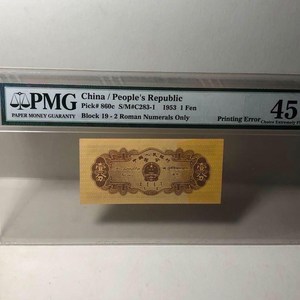 PMG
PAPER MONEY GUARANTY
China / People's Republic
Pick# 860c S/M#C283-1 1953 1 Fen
Block 19 - 2 Roman Numerals Only
Printing Error
45